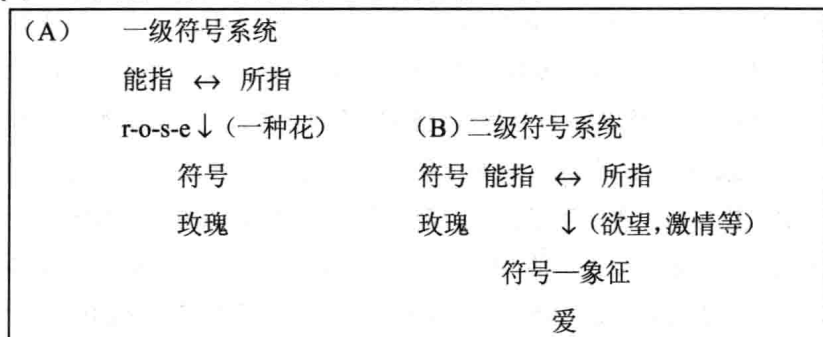 （A）　一级符号系统
能指 ↔ 所指
r-o-s-e↓（一种花）　（B）二级符号系统
符号　符号 能指 ↔ 所指
玫瑰　玫瑰　↓（欲望，激情等）
符号—象征
爱